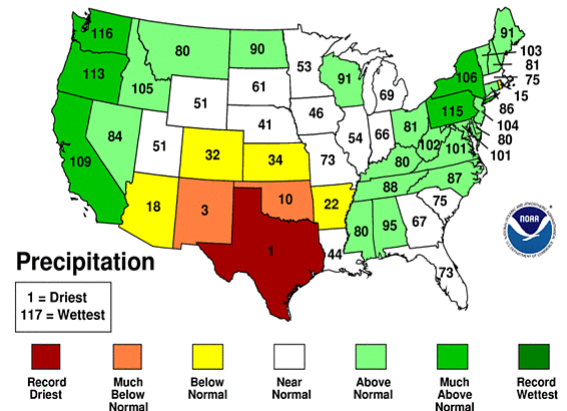 91
116
103
90
80
53
81
106
75
113
91
15
105
61
69
86
51
115
46
104
41
81
84
54
66
80
102
101
101
109
51
32
34
73
80
88
87
18
3
10
22
75
NOAA
67
80
95
1
44
73
Precipitation
1 = Driest
117 = Wettest
Record
Driest
Much
Below
Normal
Below
Normal
Near
Normal
Above
Normal
Much
Above
Normal
Record
Wettest